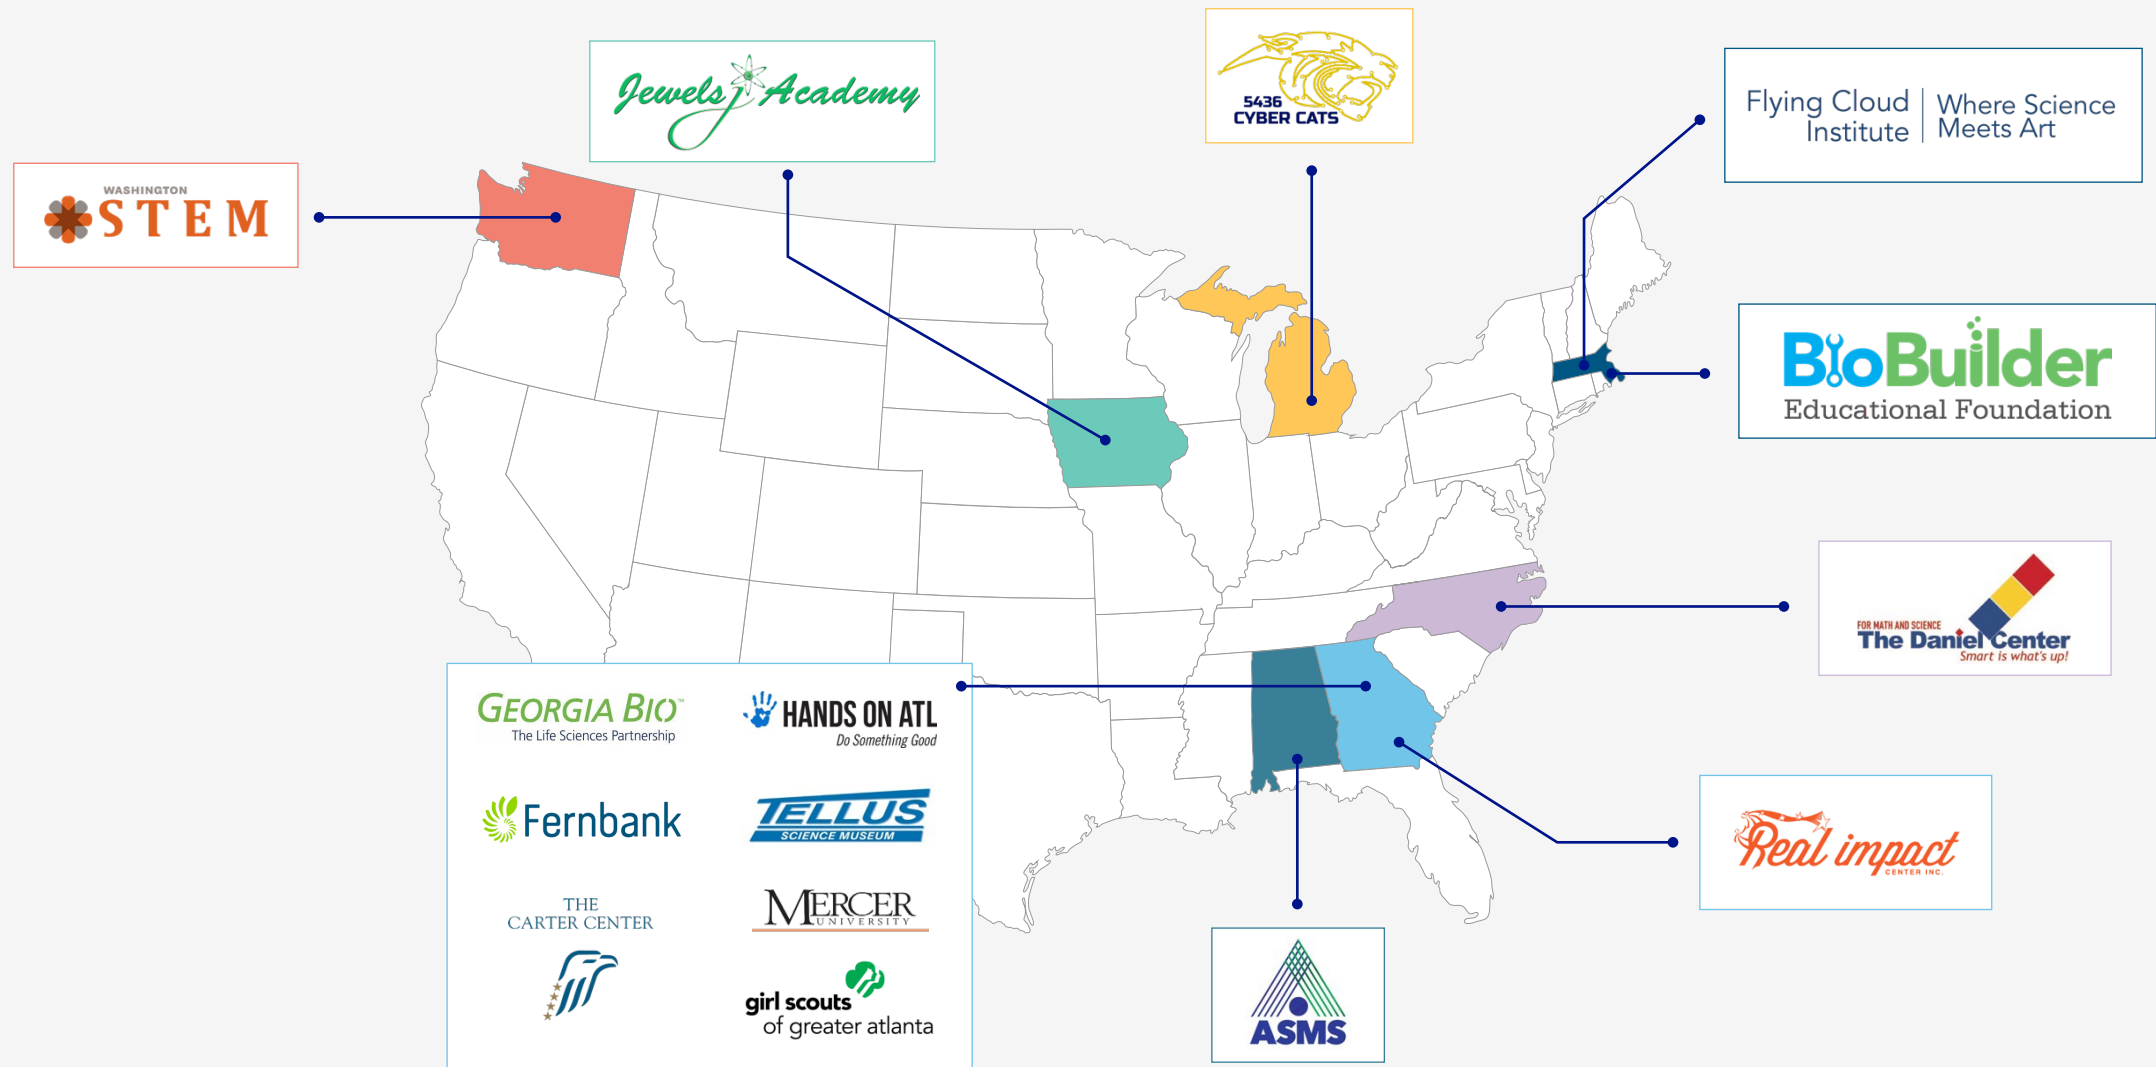 Jewels Academy
5436
CYBER CATS
Flying Cloud
Institute
Where Science
Meets Art
WASHINGTON
STEM
BioBuilder
Educational Foundation
FOR MATH AND SCIENCE
The Daniel Center
Smart is what's up!
GEORGIA BIO™
The Life Sciences Partnership
HANDS ON ATL
Do Something Good
Fernbank
TELLUS
SCIENCE MUSEUM
THE
CARTER CENTER
MERCER
UNIVERSITY
girl scouts
of greater atlanta
Real impact
CENTER INC.
ASMS